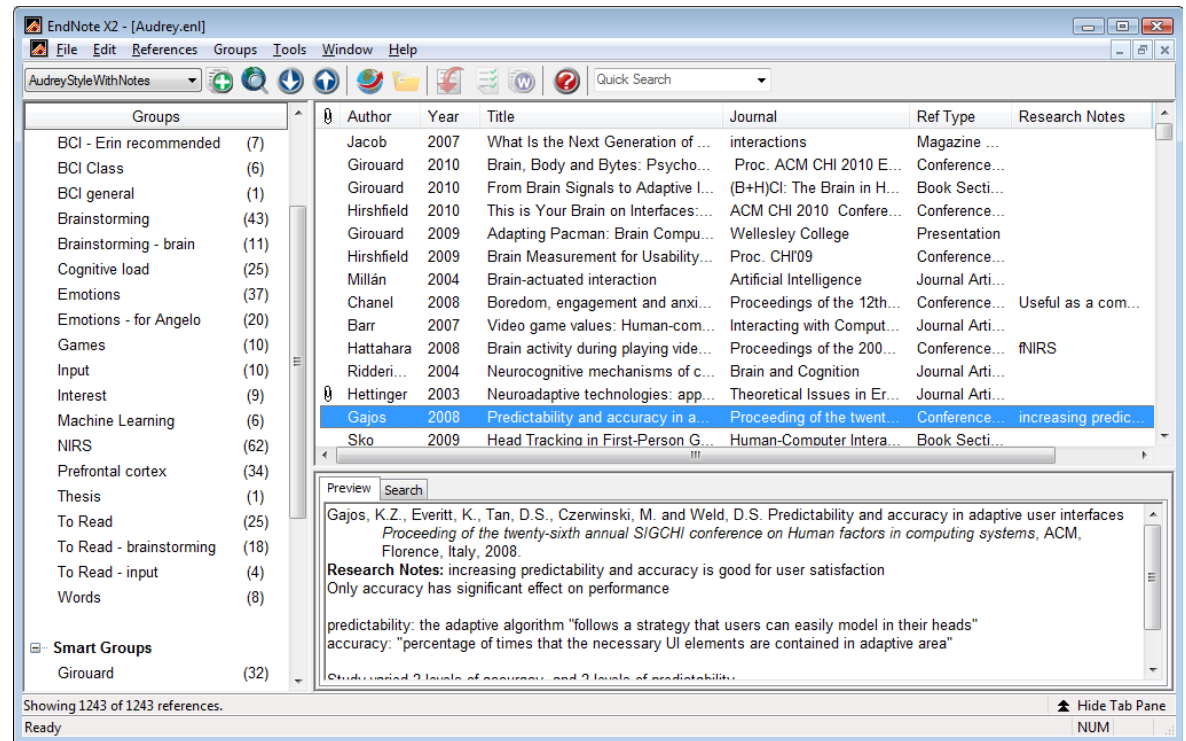 EndNote X2 - [Audrey.enl]
File Edit References Groups Tools Window Help
AudreyStyleWithNotes Quick Search
Groups
BCI - Erin recommended (7)
BCI Class (6)
BCI general (1)
Brainstorming (43)
Brainstorming - brain (11)
Cognitive load (25)
Emotions (37)
Emotions - for Angelo (20)
Games (10)
Input (10)
Interest (9)
Machine Learning (6)
NIRS (62)
Prefrontal cortex (34)
Thesis (1)
To Read (25)
To Read - brainstorming (18)
To Read - input (4)
Words (8)
Smart Groups
Girouard (32)
Author Year Title Journal Ref Type Research Notes
Jacob 2007 What Is the Next Generation of ... interactions Magazine ...
Girouard 2010 Brain, Body and Bytes: Psycho... Proc. ACM CHI 2010 E... Conference...
Girouard 2010 From Brain Signals to Adaptive I... (B+H)CI: The Brain in H... Book Secti...
Hirshfield 2010 This is Your Brain on Interfaces:... ACM CHI 2010 Confere... Conference...
Girouard 2009 Adapting Pacman: Brain Compu... Wellesley College Presentation
Hirshfield 2009 Brain Measurement for Usability... Proc. CHI'09 Conference...
Millán 2004 Brain-actuated interaction Artificial Intelligence Journal Arti...
Chanel 2008 Boredom, engagement and anxi... Proceedings of the 12th... Conference... Useful as a com...
Barr 2007 Video game values: Human-com... Interacting with Comput... Journal Arti...
Hattahara 2008 Brain activity during playing vide... Proceedings of the 200... Conference... fNIRS
Ridderi... 2004 Neurocognitive mechanisms of c... Brain and Cognition Journal Arti...
Hettinger 2003 Neuroadaptive technologies: app... Theoretical Issues in Er... Journal Arti...
Gajos 2008 Predictability and accuracy in a... Proceeding of the twent... Conference... increasing predic...
Sko 2009 Head Tracking in First-Person G... Human-Computer Intera... Book Secti...
Preview Search
Gajos, K.Z., Everitt, K., Tan, D.S., Czerwinski, M. and Weld, D.S. Predictability and accuracy in adaptive user interfaces
Proceeding of the twenty-sixth annual SIGCHI conference on Human factors in computing systems, ACM,
Florence, Italy, 2008.
Research Notes: increasing predictability and accuracy is good for user satisfaction
Only accuracy has significant effect on performance
predictability: the adaptive algorithm "follows a strategy that users can easily model in their heads"
accuracy: "percentage of times that the necessary UI elements are contained in adaptive area"
Study varied 2 levels of accuracy, and 2 levels of predictability
Showing 1243 of 1243 references. Hide Tab Pane
Ready NUM